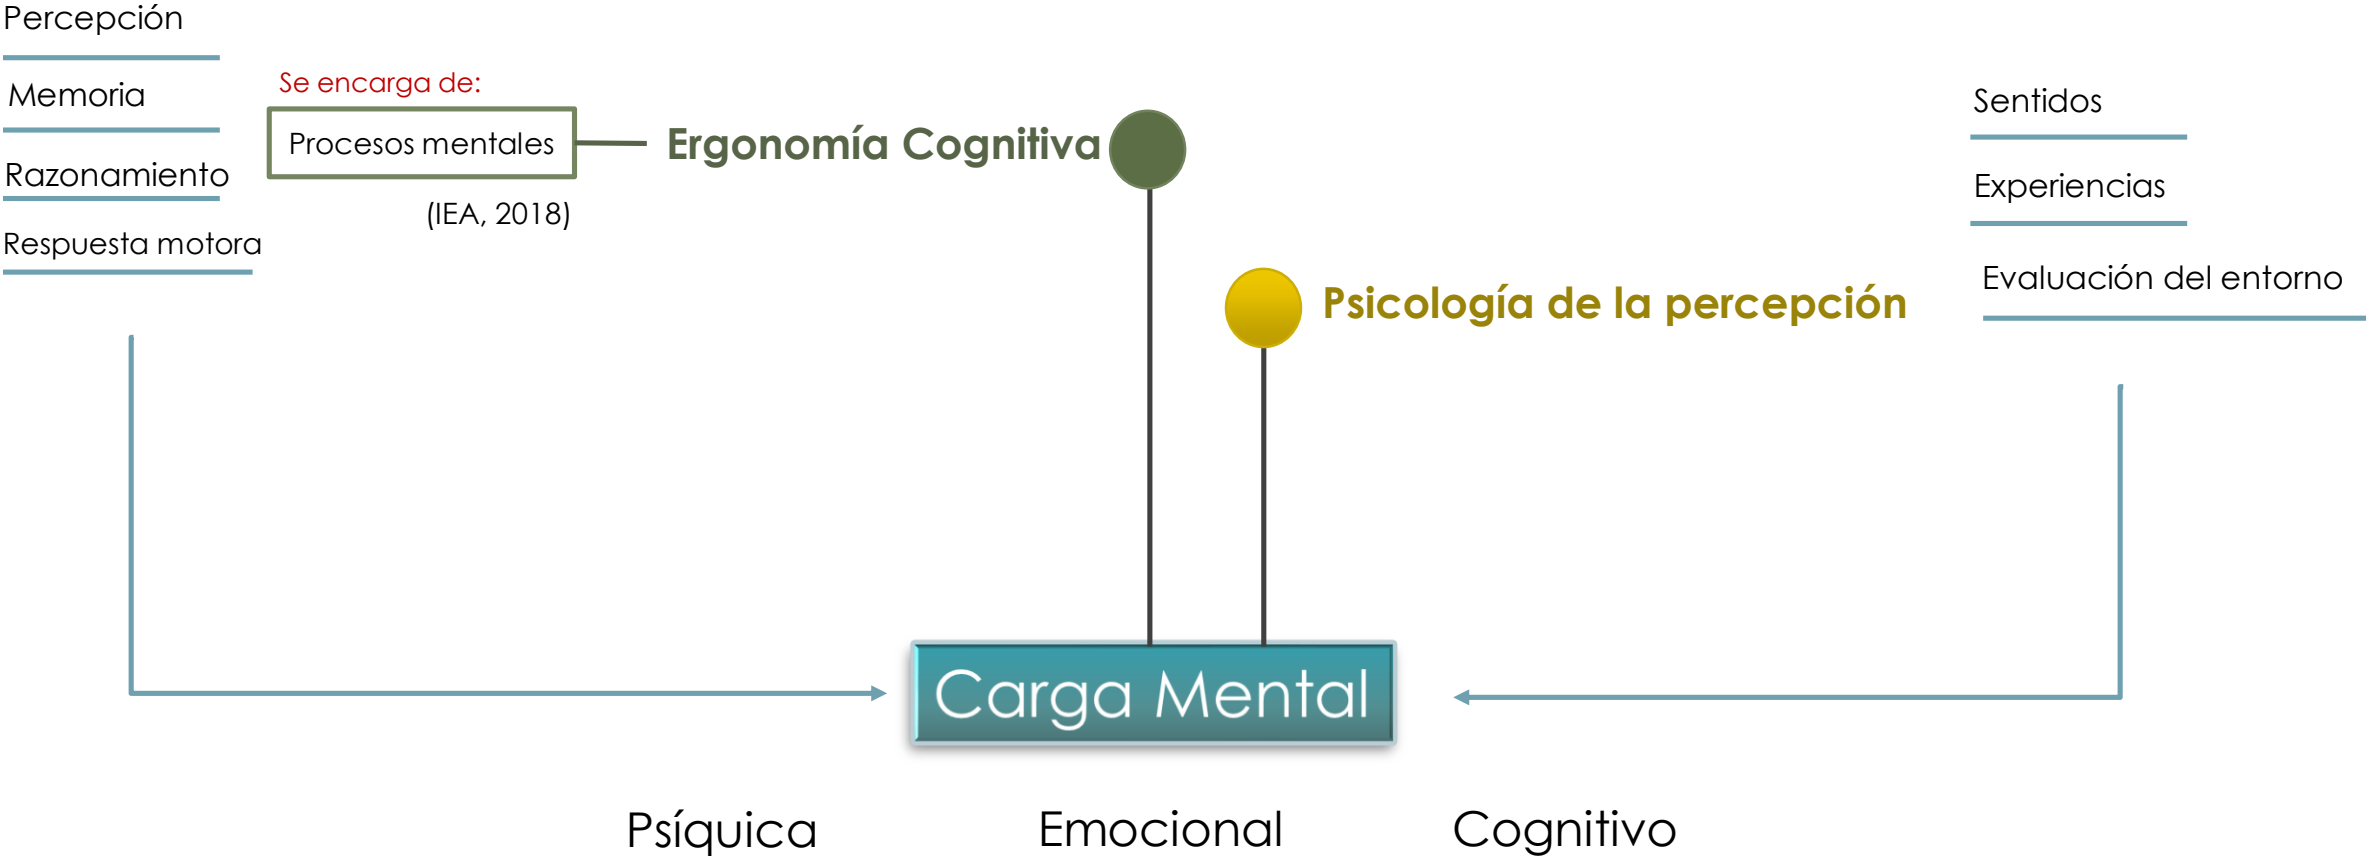 Percepción
Memoria
Razonamiento
Respuesta motora
Se encarga de:
Procesos mentales
(IEA, 2018)
Ergonomía Cognitiva
Psicología de la percepción
Sentidos
Experiencias
Evaluación del entorno
Carga Mental
Psíquica
Emocional
Cognitivo